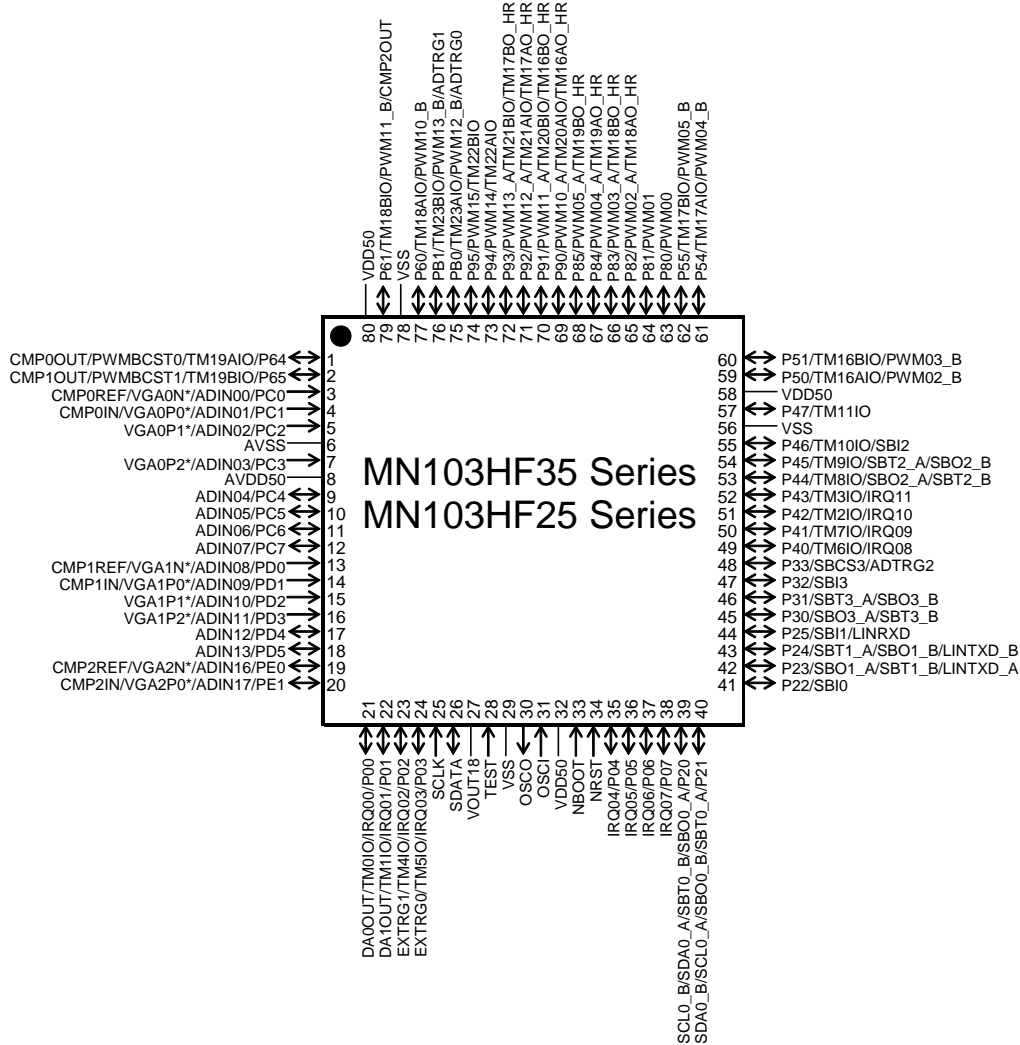 VDD50
P61/TM18BIO/PWM11_B/CMP2OUT
VSS
P60/TM18AIO/PWM10_B
PB1/TM23BIO/PWM13_B/ADTRG1
PB0/TM23AIO/PWM12_B/ADTRG0
P95/PWM15/TM22BIO
P94/PWM14/TM22AIO
P93/PWM13_A/TM21BIO/TM17BO_HR
P92/PWM12_A/TM21AIO/TM17AO_HR
P91/PWM11_A/TM20BIO/TM16BO_HR
P90/PWM10_A/TM20AIO/TM16AO_HR
P85/PWM05_A/TM19BO_HR
P84/PWM04_A/TM19AO_HR
P83/PWM03_A/TM18BO_HR
P82/PWM02_A/TM18AO_HR
P81/PWM01
P80/PWM00
P55/TM17BIO/PWM05_B
P54/TM17AIO/PWM04_B
80 79 78 77 76 75 74 73 72 71 70 69 68 67 66 65 64 63 62 61
CMP0OUT/PWMBCST0/TM19AIO/P64 1
CMP1OUT/PWMBCST1/TM19BIO/P65 2
CMP0REF/VGA0N*/ADIN00/PC0 3
CMP0IN/VGA0P0*/ADIN01/PC1 4
VGA0P1*/ADIN02/PC2 5
AVSS 6
VGA0P2*/ADIN03/PC3 7
AVDD50 8
ADIN04/PC4 9
ADIN05/PC5 10
ADIN06/PC6 11
ADIN07/PC7 12
CMP1REF/VGA1N*/ADIN08/PD0 13
CMP1IN/VGA1P0*/ADIN09/PD1 14
VGA1P1*/ADIN10/PD2 15
VGA1P2*/ADIN11/PD3 16
ADIN12/PD4 17
ADIN13/PD5 18
CMP2REF/VGA2N*/ADIN16/PE0 19
CMP2IN/VGA2P0*/ADIN17/PE1 20
MN103HF35 Series
MN103HF25 Series
60 P51/TM16BIO/PWM03_B
59 P50/TM16AIO/PWM02_B
58 VDD50
57 P47/TM11IO
56 VSS
55 P46/TM10IO/SBI2
54 P45/TM9IO/SBT2_A/SBO2_B
53 P44/TM8IO/SBO2_A/SBT2_B
52 P43/TM3IO/IRQ11
51 P42/TM2IO/IRQ10
50 P41/TM7IO/IRQ09
49 P40/TM6IO/IRQ08
48 P33/SBCS3/ADTRG2
47 P32/SBI3
46 P31/SBT3_A/SBO3_B
45 P30/SBO3_A/SBT3_B
44 P25/SBI1/LINRXD
43 P24/SBT1_A/SBO1_B/LINTXD_B
42 P23/SBO1_A/SBT1_B/LINTXD_A
41 P22/SBI0
21 22 23 24 25 26 27 28 29 30 31 32 33 34 35 36 37 38 39 40
DA0OUT/TM0IO/IRQ00/P00
DA1OUT/TM1IO/IRQ01/P01
EXTRG1/TM4IO/IRQ02/P02
EXTRG0/TM5IO/IRQ03/P03
SCLK
SDATA
VOUT18
TEST
VSS
OSCO
OSCI
VDD50
NBOOT
NRST
IRQ04/P04
IRQ05/P05
IRQ06/P06
IRQ07/P07
SCL0_B/SDA0_A/SBT0_B/SBO0_A/P20
SDA0_B/SCL0_A/SBO0_B/SBT0_A/P21